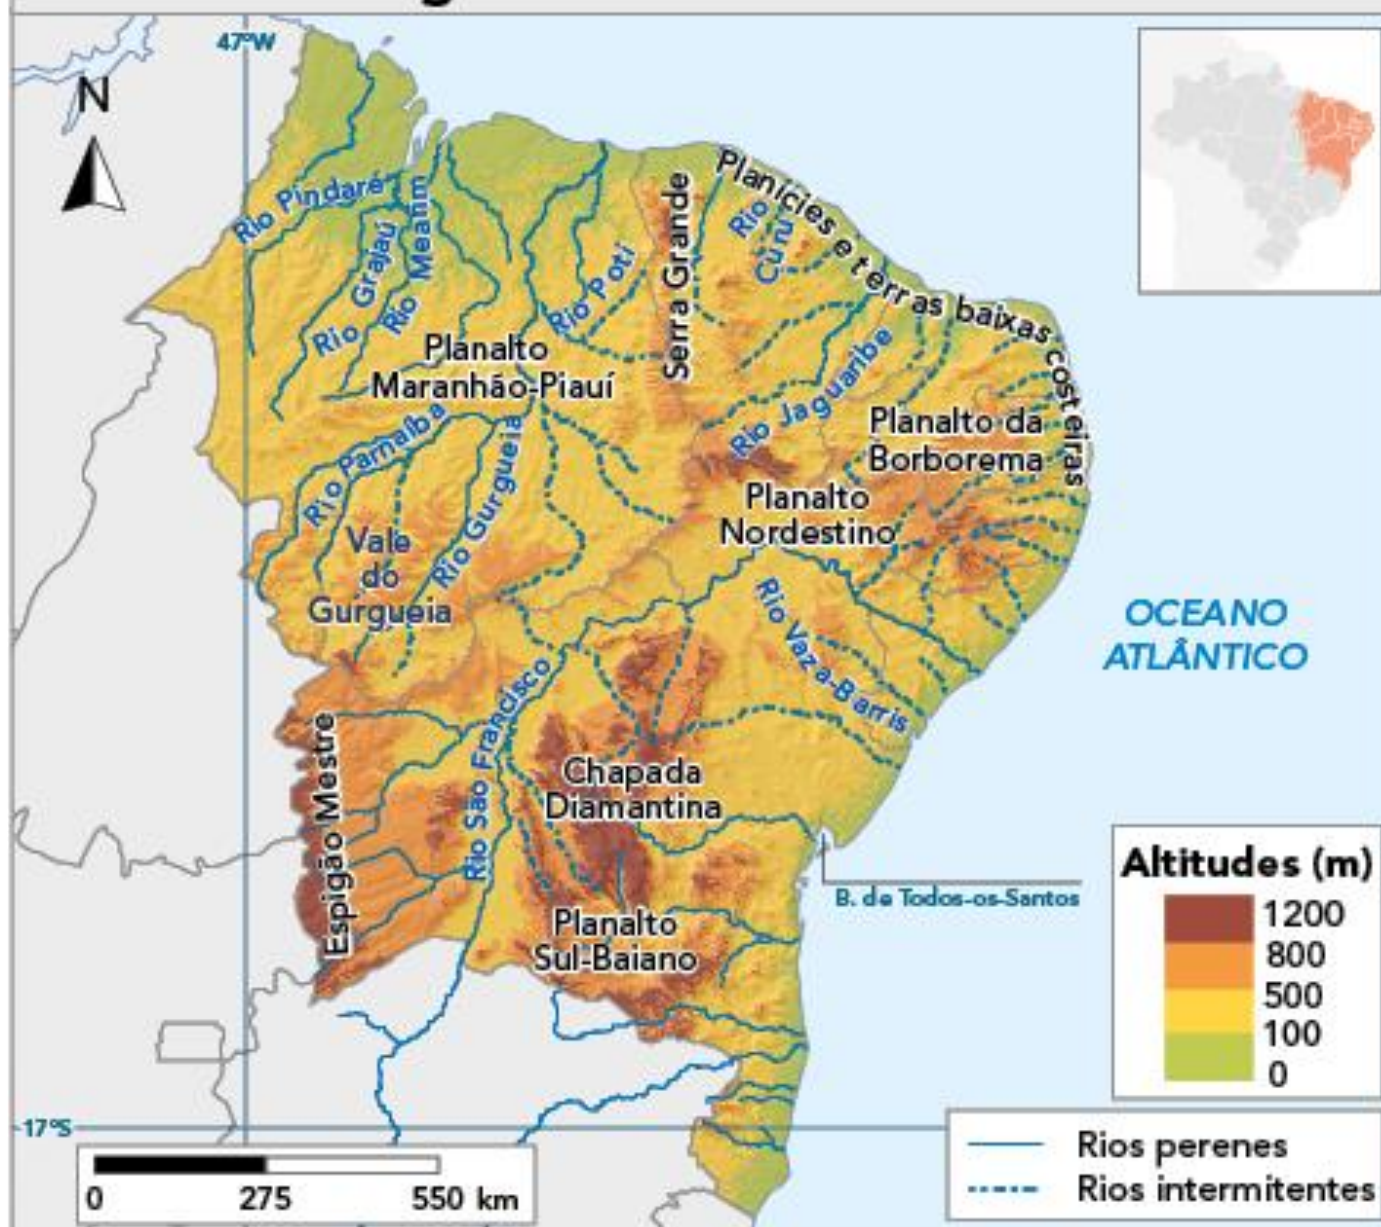 47°W
N
Rio Pindaré
Rio Grajaú
Rio Mearim
Rio Poti
Serra Grande
Rio
Curu
Planícies e terras baixas costeiras
Planalto
Maranhão-Piauí
Rio Jaguaribe
Planalto da
Borborema
Rio Parnaíba
Rio Gurgueia
Planalto
Nordestino
Vale
do
Gurgueia
Rio Vaza-Barris
OCEANO
ATLÂNTICO
Rio São Francisco
Espigão Mestre
Chapada
Diamantina
B. de Todos-os-Santos
Planalto
Sul-Baiano
Altitudes (m)
1200
800
500
100
0
17°S
0 275 550 km
Rios perenes
Rios intermitentes